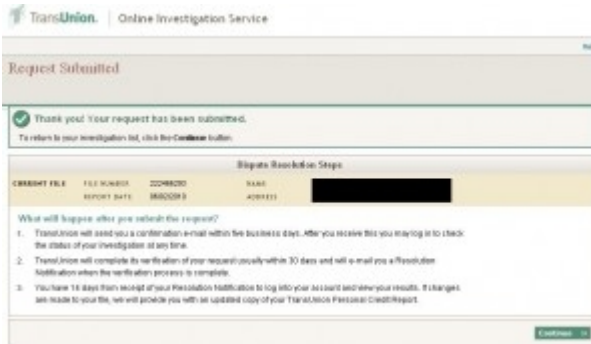 TransUnion. Online Investigation Service
Request Submitted
Thank you! Your request has been submitted.
To return to your investigation list, click the Continue button.
Dispute Resolution Steps
CURRENT FILE FILE NUMBER NAME
REPORT DATE ADDRESS
What will happen after you submit the request?
1. TransUnion will send you a confirmation e-mail within five business days. After you receive this you may log in to check
the status of your investigation at any time.
2. TransUnion will complete its verification of your request usually within 30 days and will e-mail you a Resolution
Notification when the verification process is complete.
3. You have 14 days from receipt of your Resolution Notification to log into your account and view your results. If changes
are made to your file, we will provide you with an updated copy of your TransUnion Personal Credit Report.
Continue